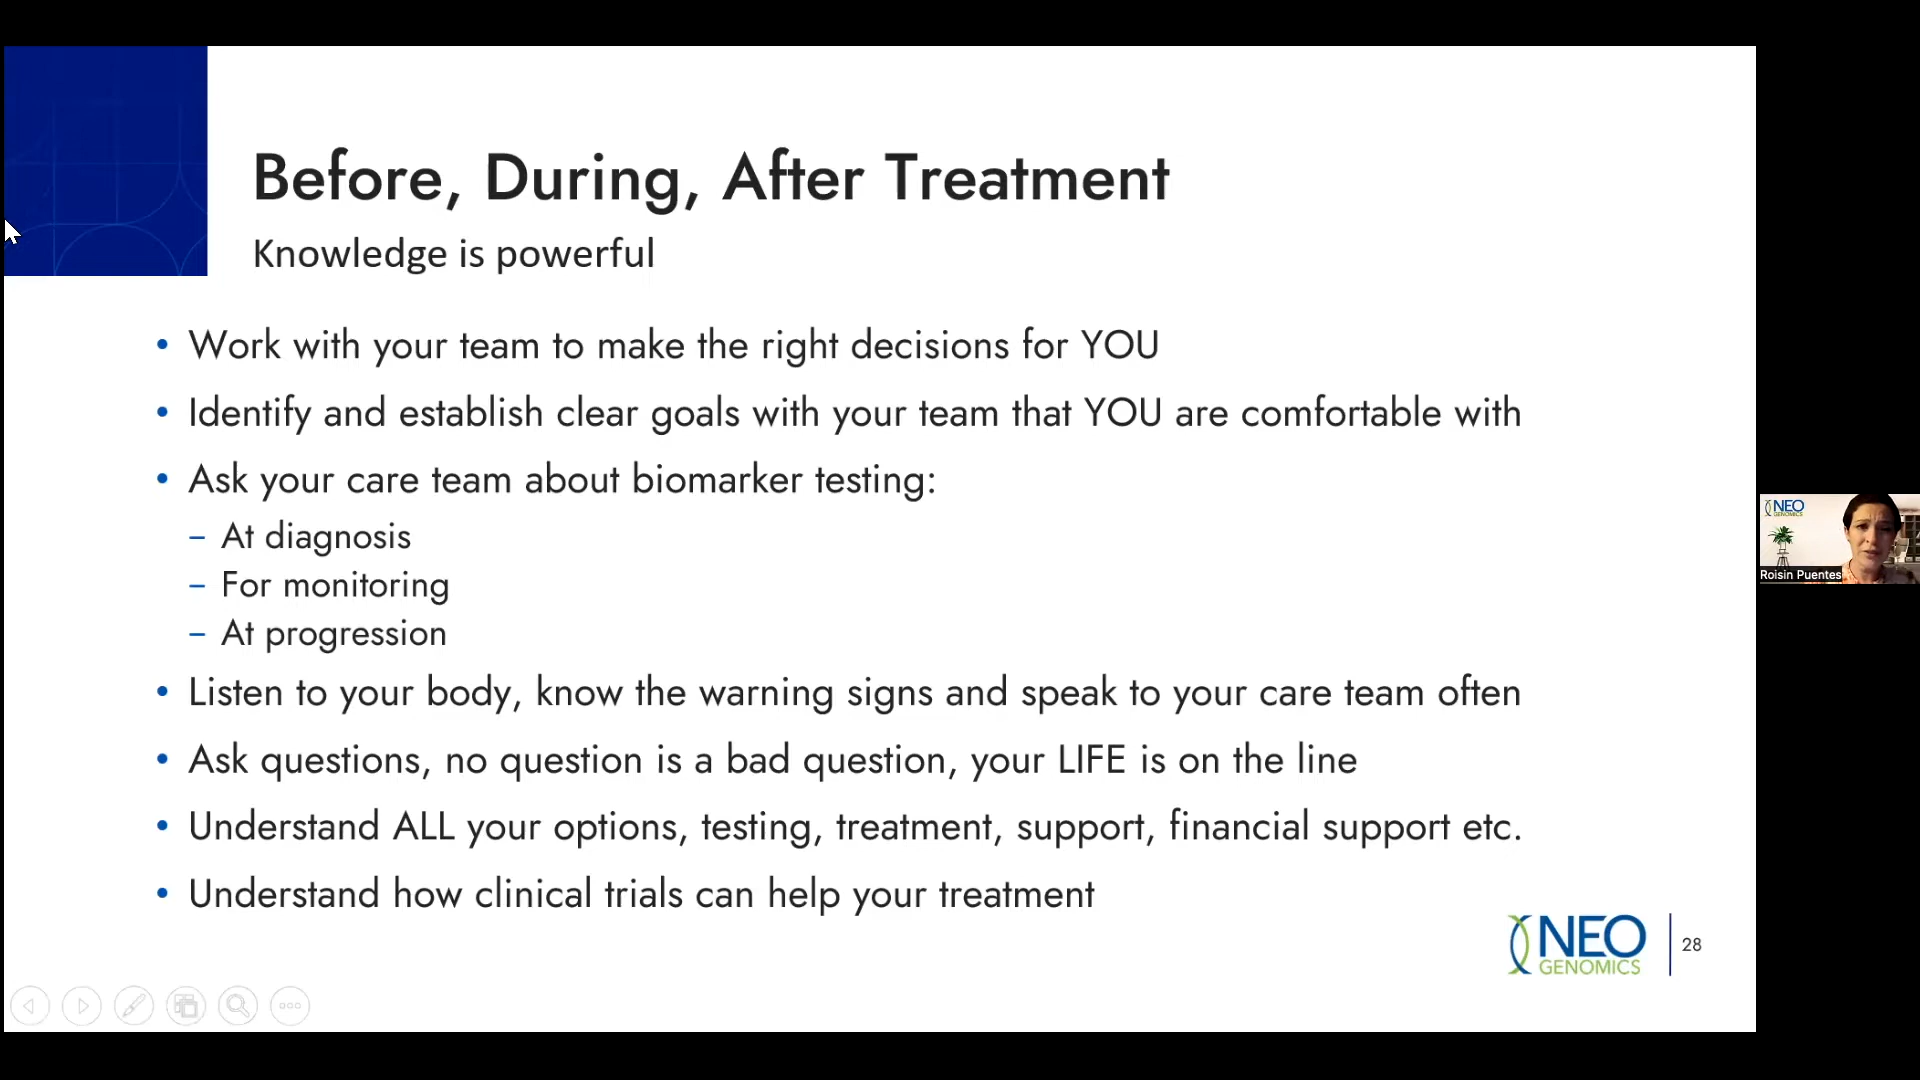 Before, During, After Treatment
Knowledge is powerful
• Work with your team to make the right decisions for YOU
• Identify and establish clear goals with your team that YOU are comfortable with
• Ask your care team about biomarker testing:
– At diagnosis
– For monitoring
– At progression
• Listen to your body, know the warning signs and speak to your care team often
• Ask questions, no question is a bad question, your LIFE is on the line
• Understand ALL your options, testing, treatment, support, financial support etc.
• Understand how clinical trials can help your treatment
NEO
GENOMICS
28
NEO
GENOMICS
Roisin Puentes